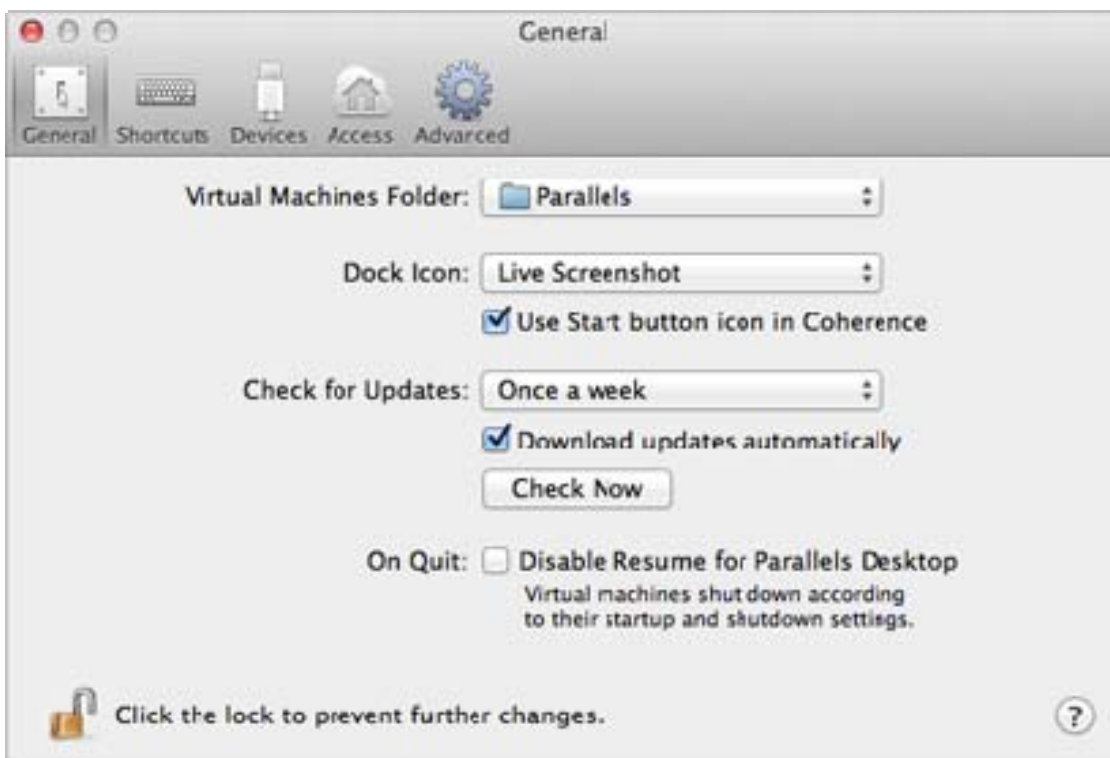 General
General Shortcuts Devices Access Advanced
Virtual Machines Folder: Parallels
Dock Icon: Live Screenshot
Use Start button icon in Coherence
Check for Updates: Once a week
Download updates automatically
Check Now
On Quit: Disable Resume for Parallels Desktop
Virtual machines shut down according
to their startup and shutdown settings.
Click the lock to prevent further changes.
?